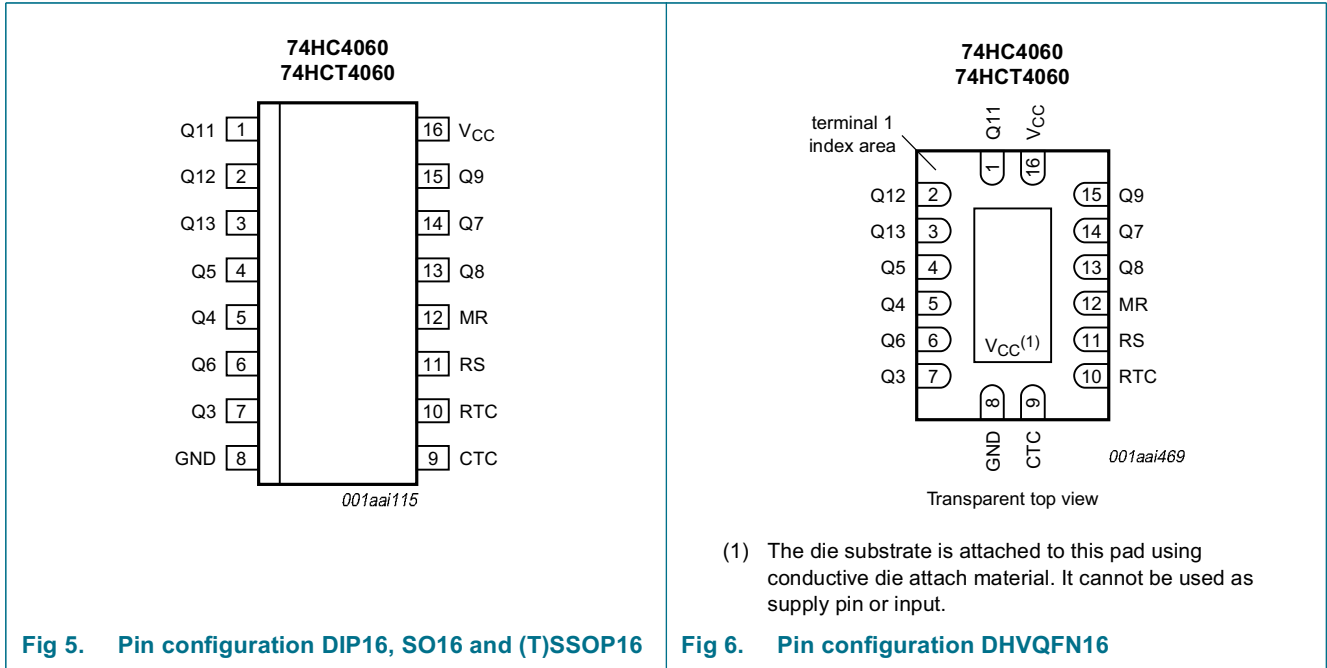 74HC4060
74HCT4060
Q11 1
16 VCC
Q12 2
15 Q9
Q13 3
14 Q7
Q5 4
13 Q8
Q4 5
12 MR
Q6 6
11 RS
Q3 7
10 RTC
GND 8
9 CTC
001aai115
Fig 5. Pin configuration DIP16, SO16 and (T)SSOP16
74HC4060
74HCT4060
terminal 1
index area
Q11
VCC
1
16
Q12 2
15 Q9
Q13 3
14 Q7
Q5 4
13 Q8
Q4 5
12 MR
Q6 6
11 RS
VCC(1)
Q3 7
10 RTC
8
9
GND
CTC
001aai469
Transparent top view
(1) The die substrate is attached to this pad using
conductive die attach material. It cannot be used as
supply pin or input.
Fig 6. Pin configuration DHVQFN16